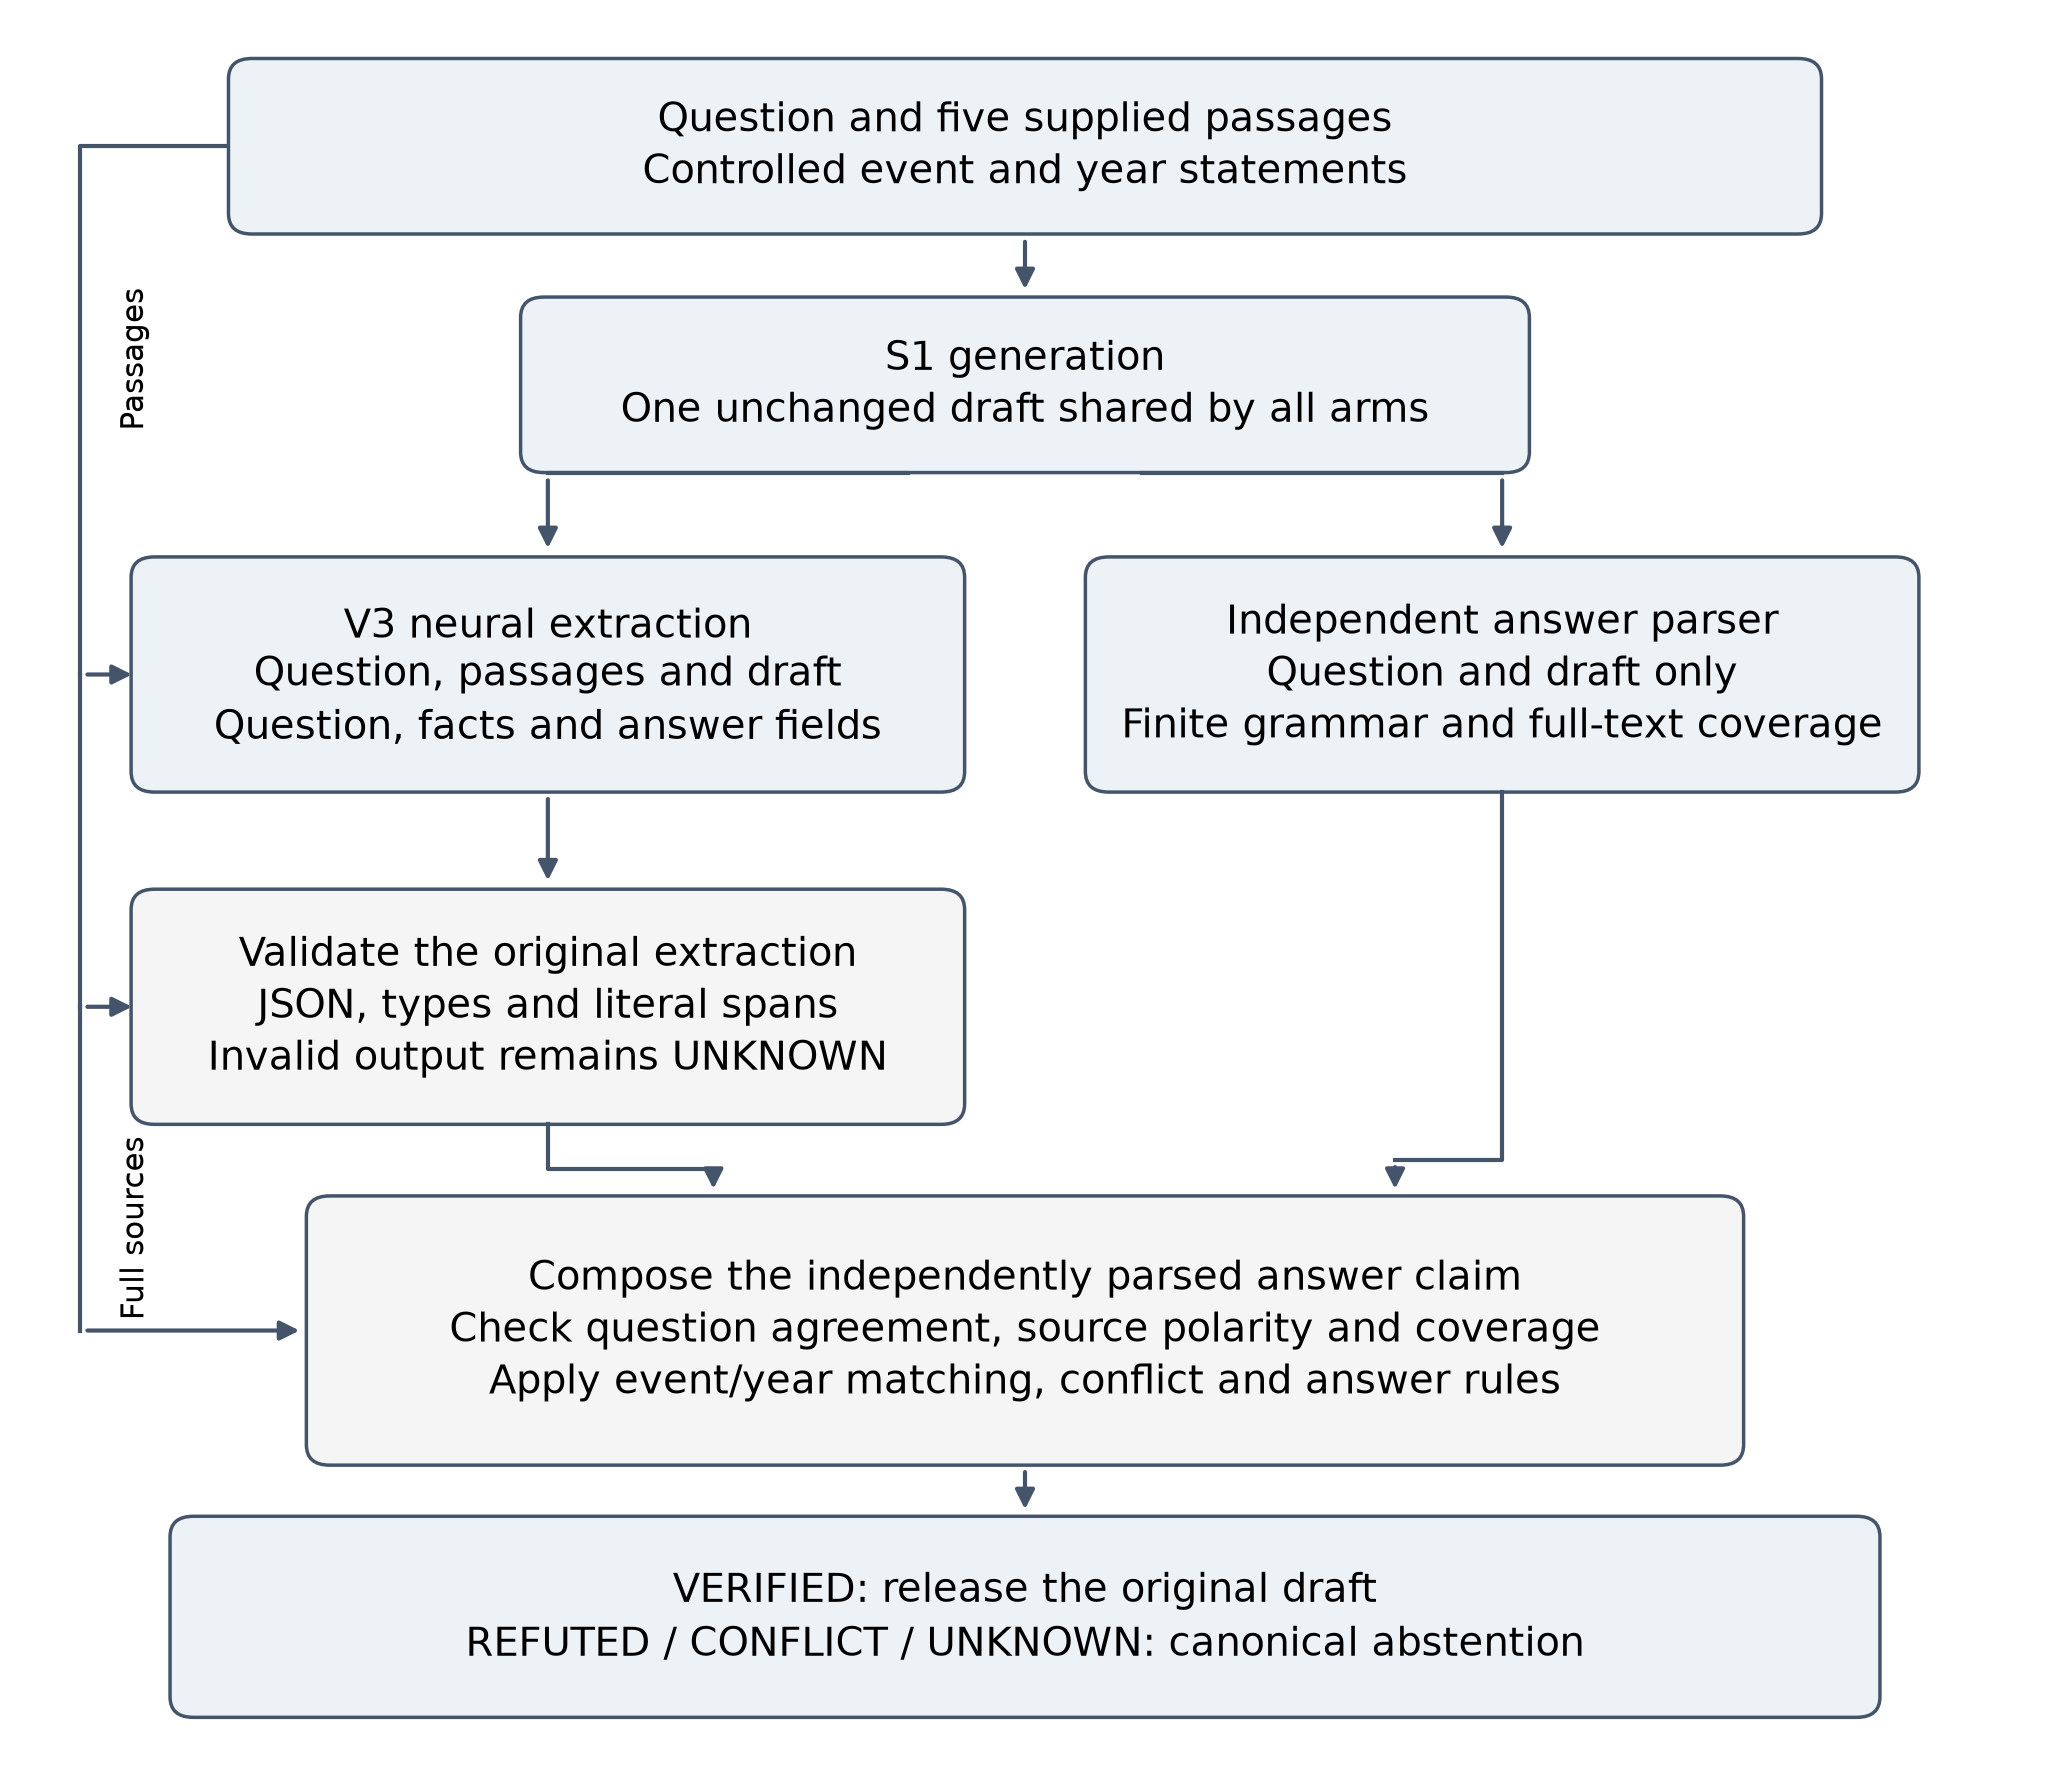 Question and five supplied passages
Controlled event and year statements
Passages
S1 generation
One unchanged draft shared by all arms
V3 neural extraction
Question, passages and draft
Question, facts and answer fields
Independent answer parser
Question and draft only
Finite grammar and full-text coverage
Validate the original extraction
JSON, types and literal spans
Invalid output remains UNKNOWN
Full sources
Compose the independently parsed answer claim
Check question agreement, source polarity and coverage
Apply event/year matching, conflict and answer rules
VERIFIED: release the original draft
REFUTED / CONFLICT / UNKNOWN: canonical abstention